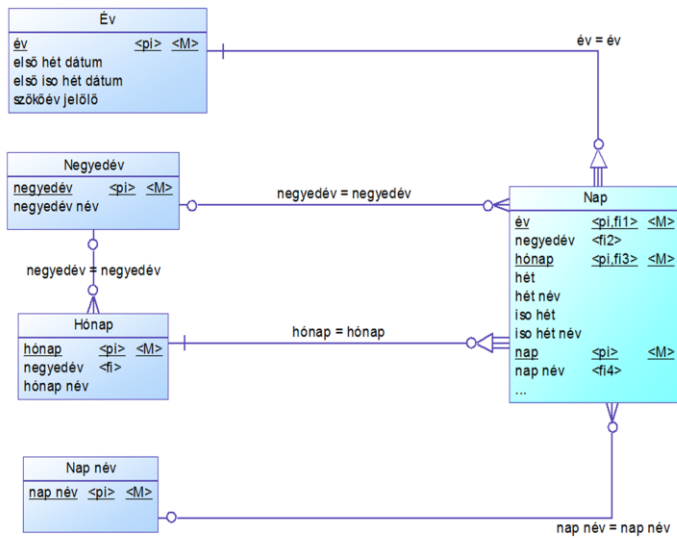 Év
év <pi> <M>
első hét dátum
első iso hét dátum
szökőév jelölő
év = év
Negyedév
negyedév <pi> <M>
negyedév név
negyedév = negyedév
negyedév = negyedév
Hónap
hónap <pi> <M>
negyedév <fi>
hónap név
hónap = hónap
Nap
év <pi,fi1> <M>
negyedév <fi2>
hónap <pi,fi3> <M>
hét
hét név
iso hét
iso hét név
nap <pi> <M>
nap név <fi4>
...
Nap név
nap név <pi> <M>
nap név = nap név